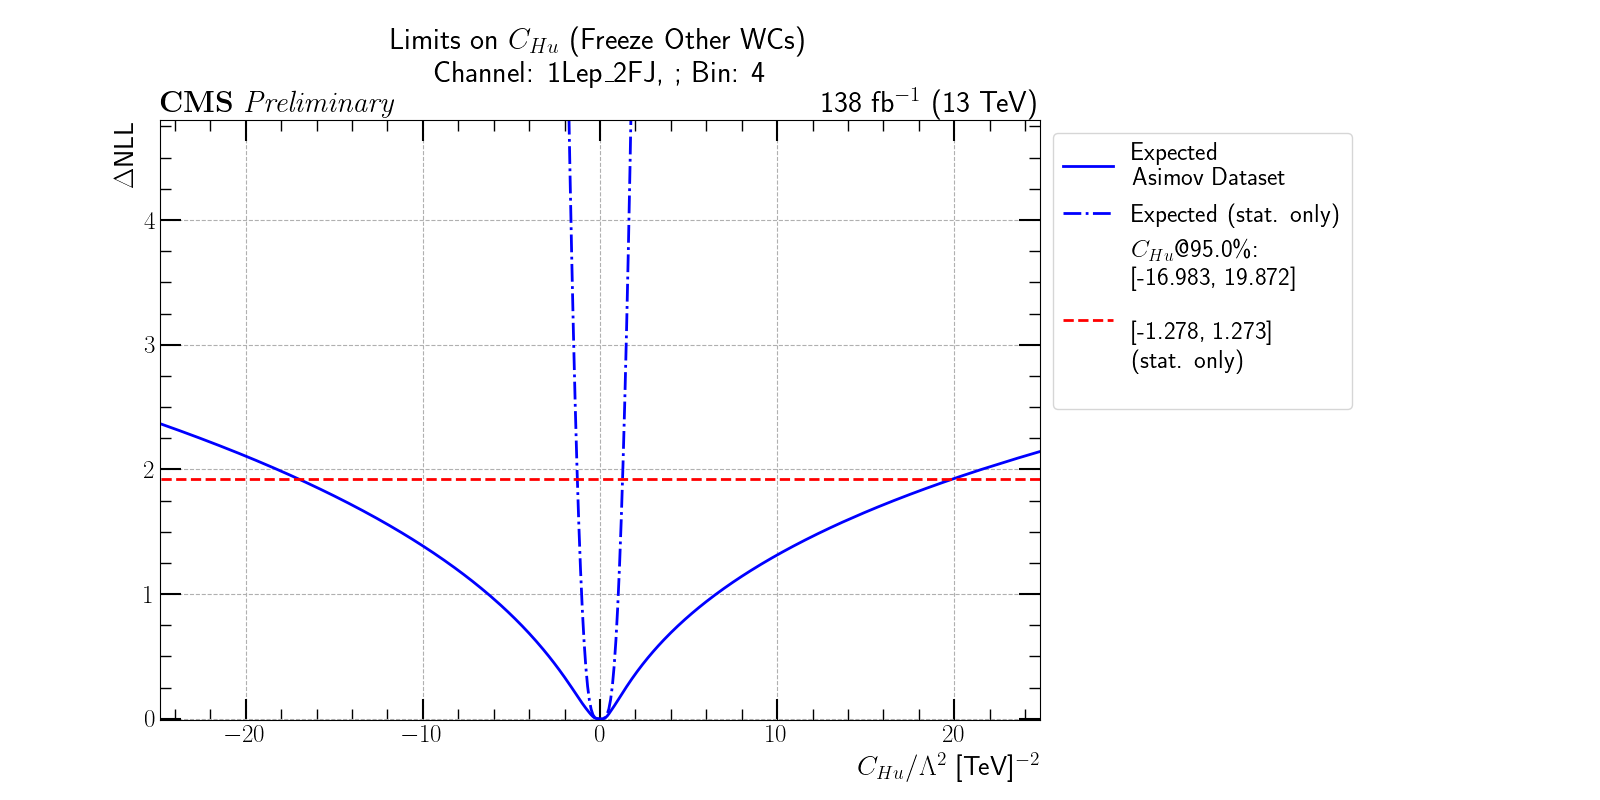 Limits on C_{Hu} (Freeze Other WCs)
Channel: 1Lep_2FJ, ; Bin: 4
CMS Preliminary
138 fb^{−1} (13 TeV)
ΔNLL
4
3
2
1
0
−20
−10
0
10
20
C_{Hu}/Λ^2 [TeV]^{−2}
Expected
Asimov Dataset
Expected (stat. only)
C_{Hu}@95.0%:
[-16.983, 19.872]
[-1.278, 1.273]
(stat. only)